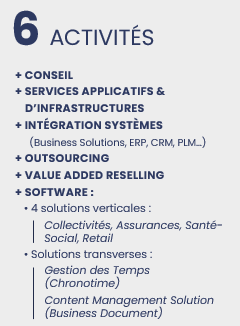 6 ACTIVITÉS
+ CONSEIL
+ SERVICES APPLICATIFS &
D'INFRASTRUCTURES
+ INTÉGRATION SYSTÈMES
(Business Solutions, ERP, CRM, PLM...)
+ OUTSOURCING
+ VALUE ADDED RESELLING
+ SOFTWARE :
• 4 solutions verticales :
Collectivités, Assurances, Santé-
Social, Retail
• Solutions transverses :
Gestion des Temps
(Chronotime)
Content Management Solution
(Business Document)